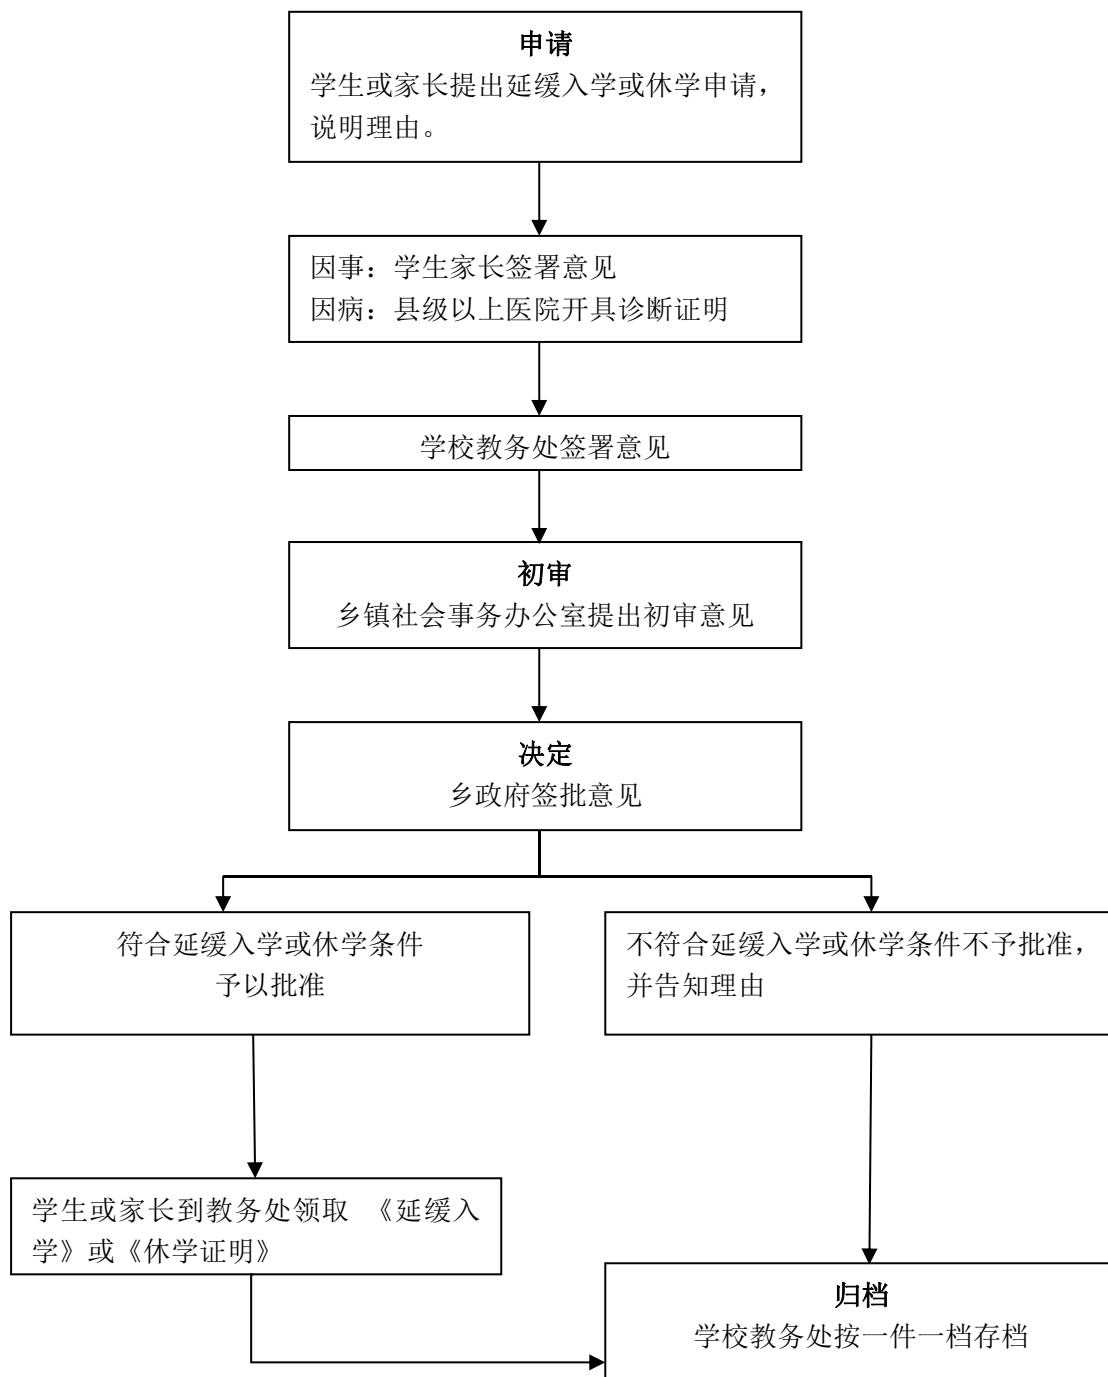 申请
学生或家长提出延缓入学或休学申请，
说明理由。
因事：学生家长签署意见
因病：县级以上医院开具诊断证明
学校教务处签署意见
初审
乡镇社会事务办公室提出初审意见
决定
乡政府签批意见
符合延缓入学或休学条件
予以批准
不符合延缓入学或休学条件不予批准，
并告知理由
学生或家长到教务处领取 《延缓入
学》或《休学证明》
归档
学校教务处按一件一档存档